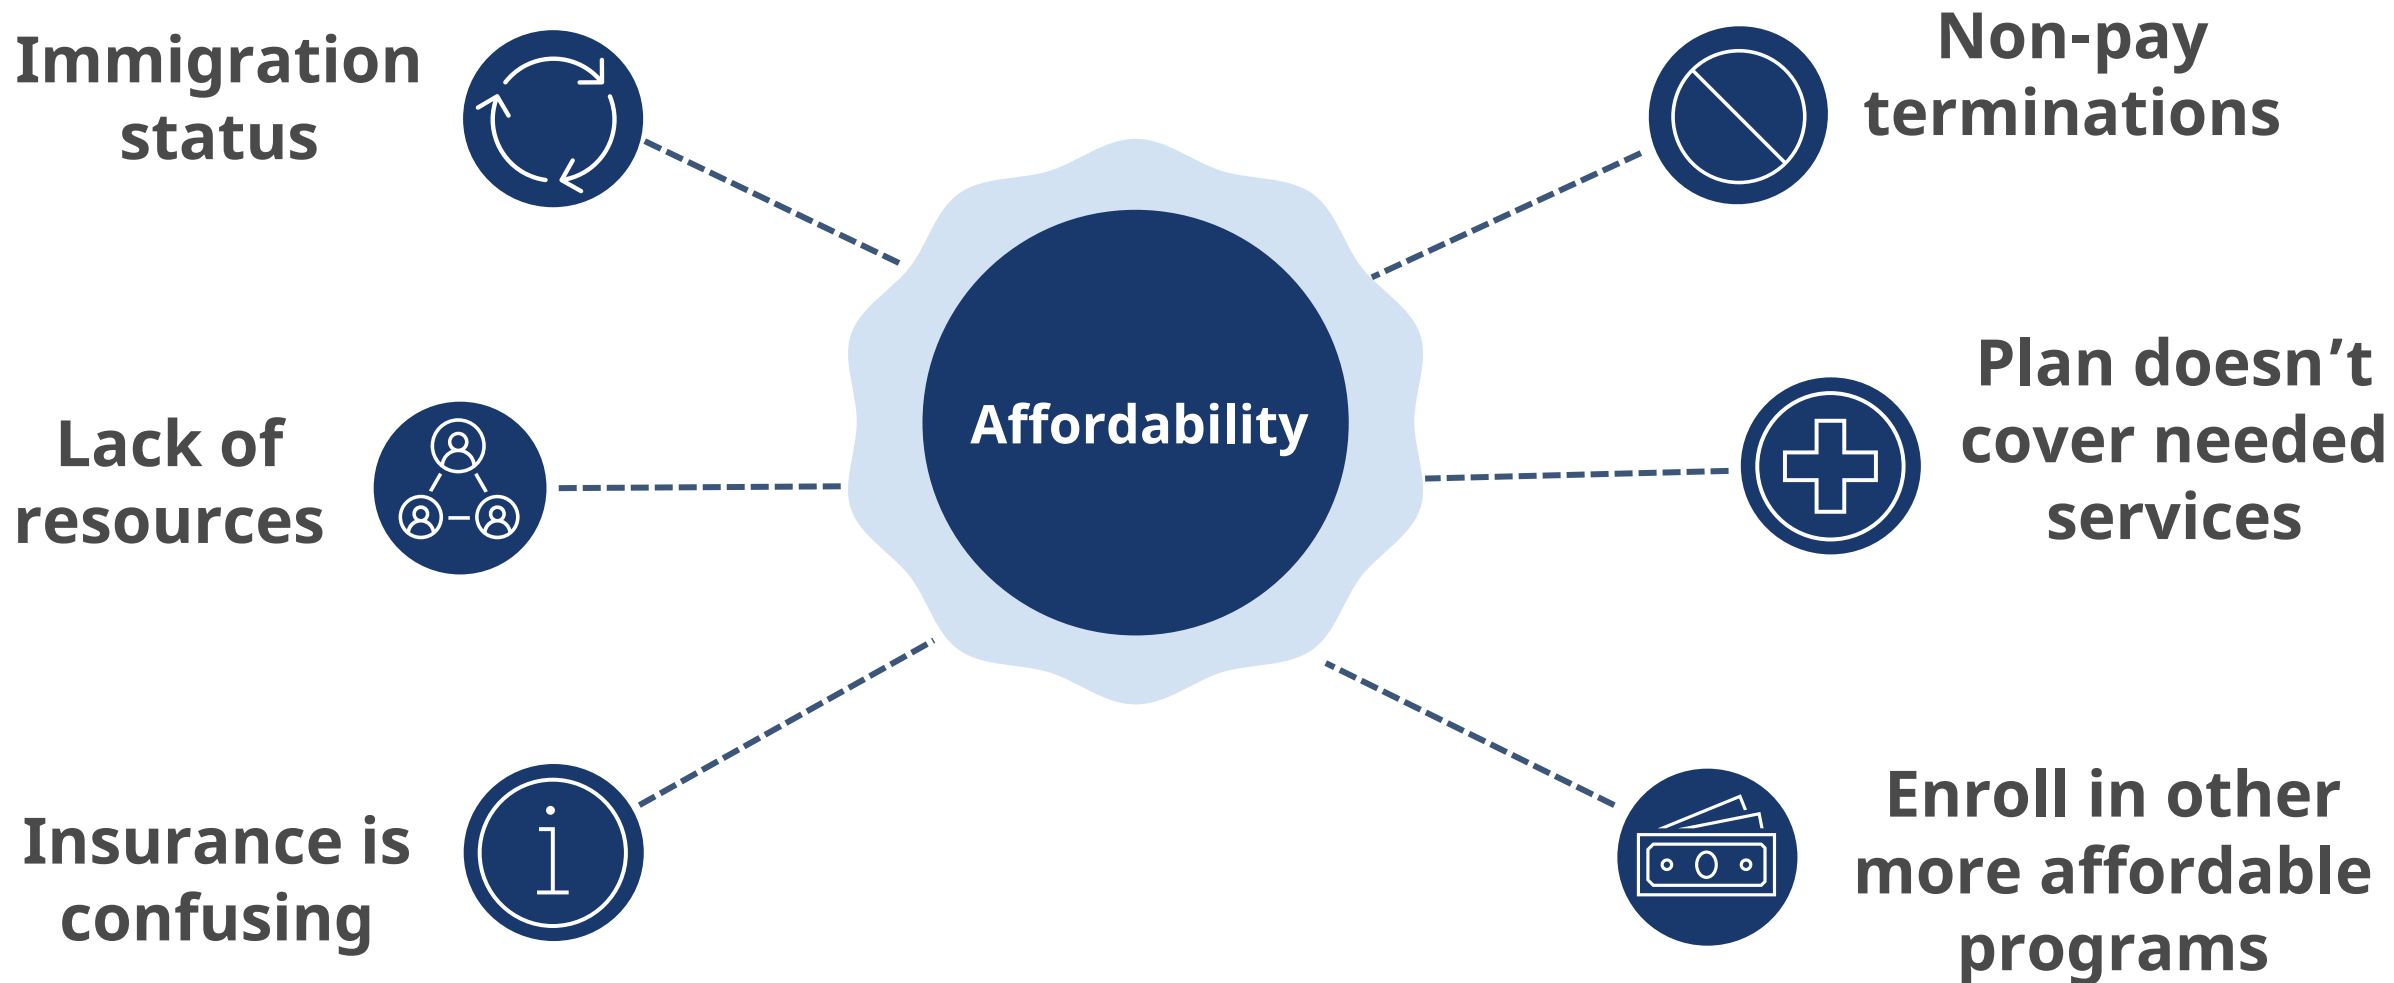 Immigration
status
Lack of
resources
Insurance is
confusing
Affordability
Non-pay
terminations
Plan doesn’t
cover needed
services
Enroll in other
more affordable
programs